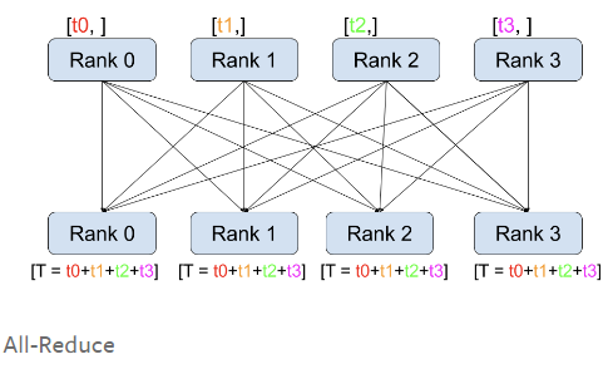 [t0, ] [t1,] [t2,] [t3, ]
Rank 0 Rank 1 Rank 2 Rank 3
Rank 0 Rank 1 Rank 2 Rank 3
[T = t0+t1+t2+t3] [T = t0+t1+t2+t3] [T = t0+t1+t2+t3] [T = t0+t1+t2+t3]
All-Reduce